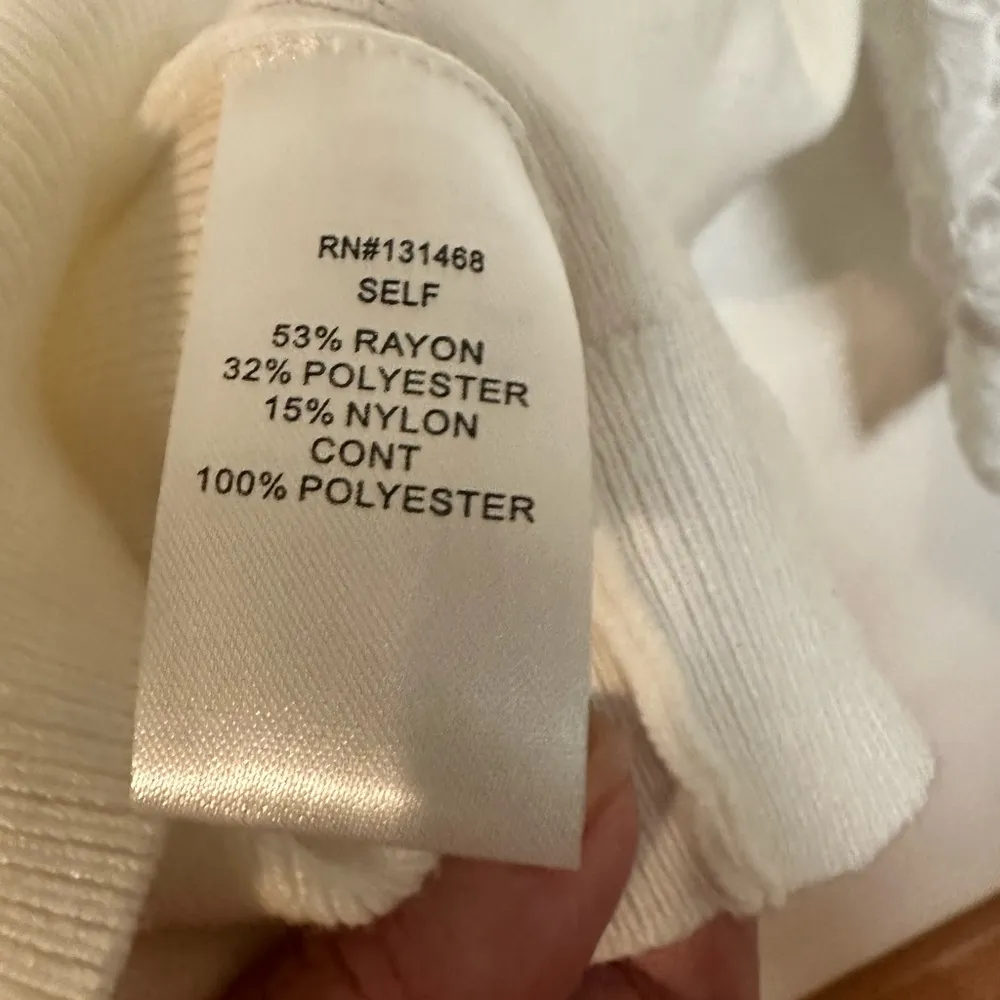 RN#131468
SELF
53% RAYON
32% POLYESTER
15% NYLON
CONT
100% POLYESTER